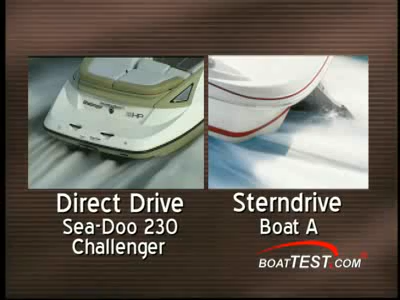 Direct Drive
Sea-Doo 230
Challenger
Sterndrive
Boat A
BOATTEST.COM